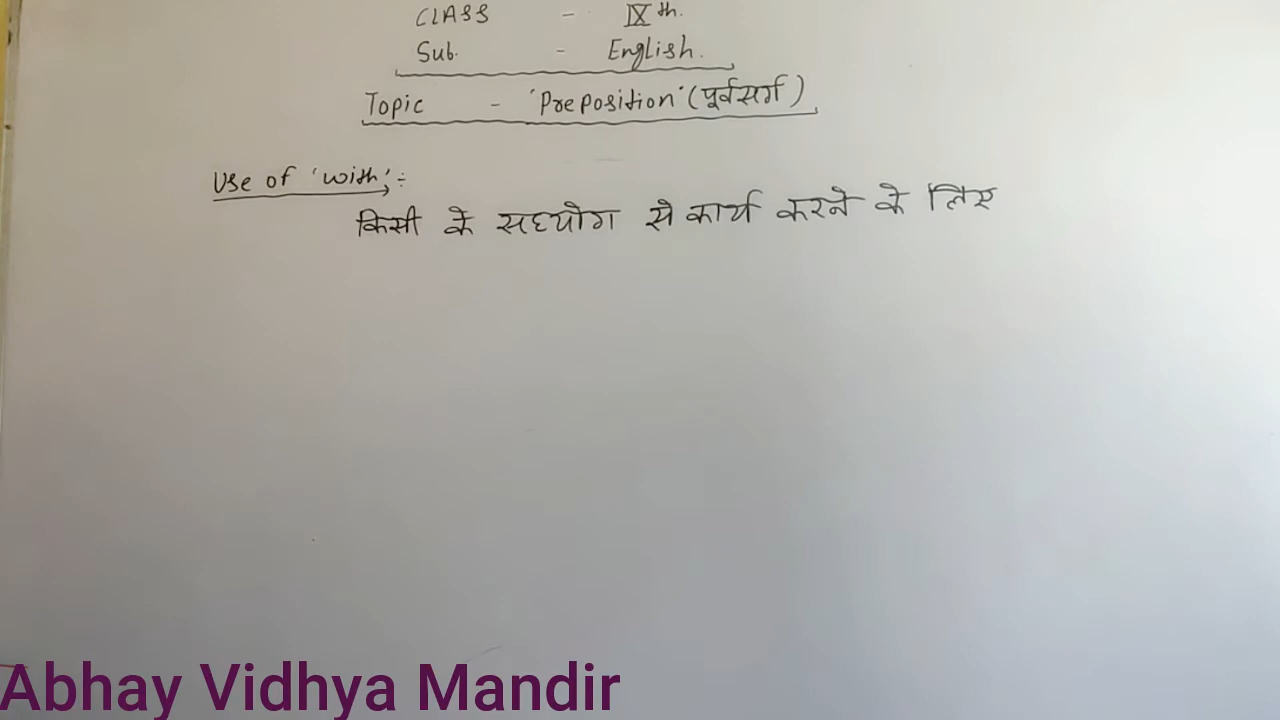 CLASS - IXth.
Sub. - English.
Topic - 'Preposition' (पूर्वसर्ग)
Use of 'with' :-
किसी के सहयोग से कार्य करने के लिए
Abhay Vidhya Mandir